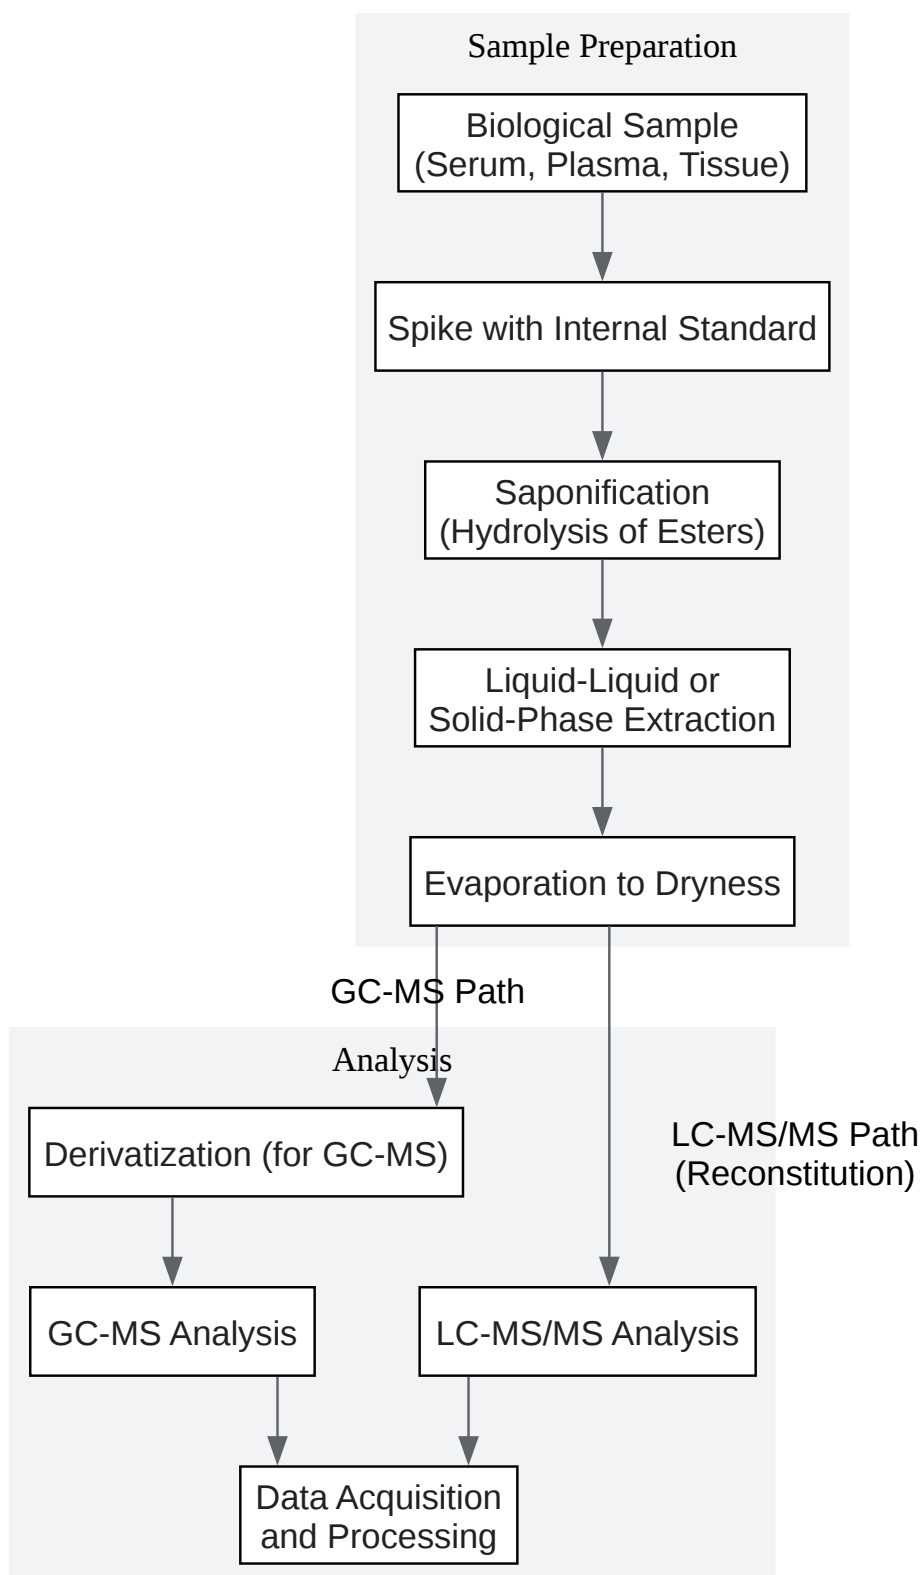 Sample Preparation
Biological Sample
(Serum, Plasma, Tissue)
Spike with Internal Standard
Saponification
(Hydrolysis of Esters)
Liquid-Liquid or
Solid-Phase Extraction
Evaporation to Dryness
GC-MS Path
Analysis
LC-MS/MS Path
(Reconstitution)
Derivatization (for GC-MS)
GC-MS Analysis
LC-MS/MS Analysis
Data Acquisition
and Processing